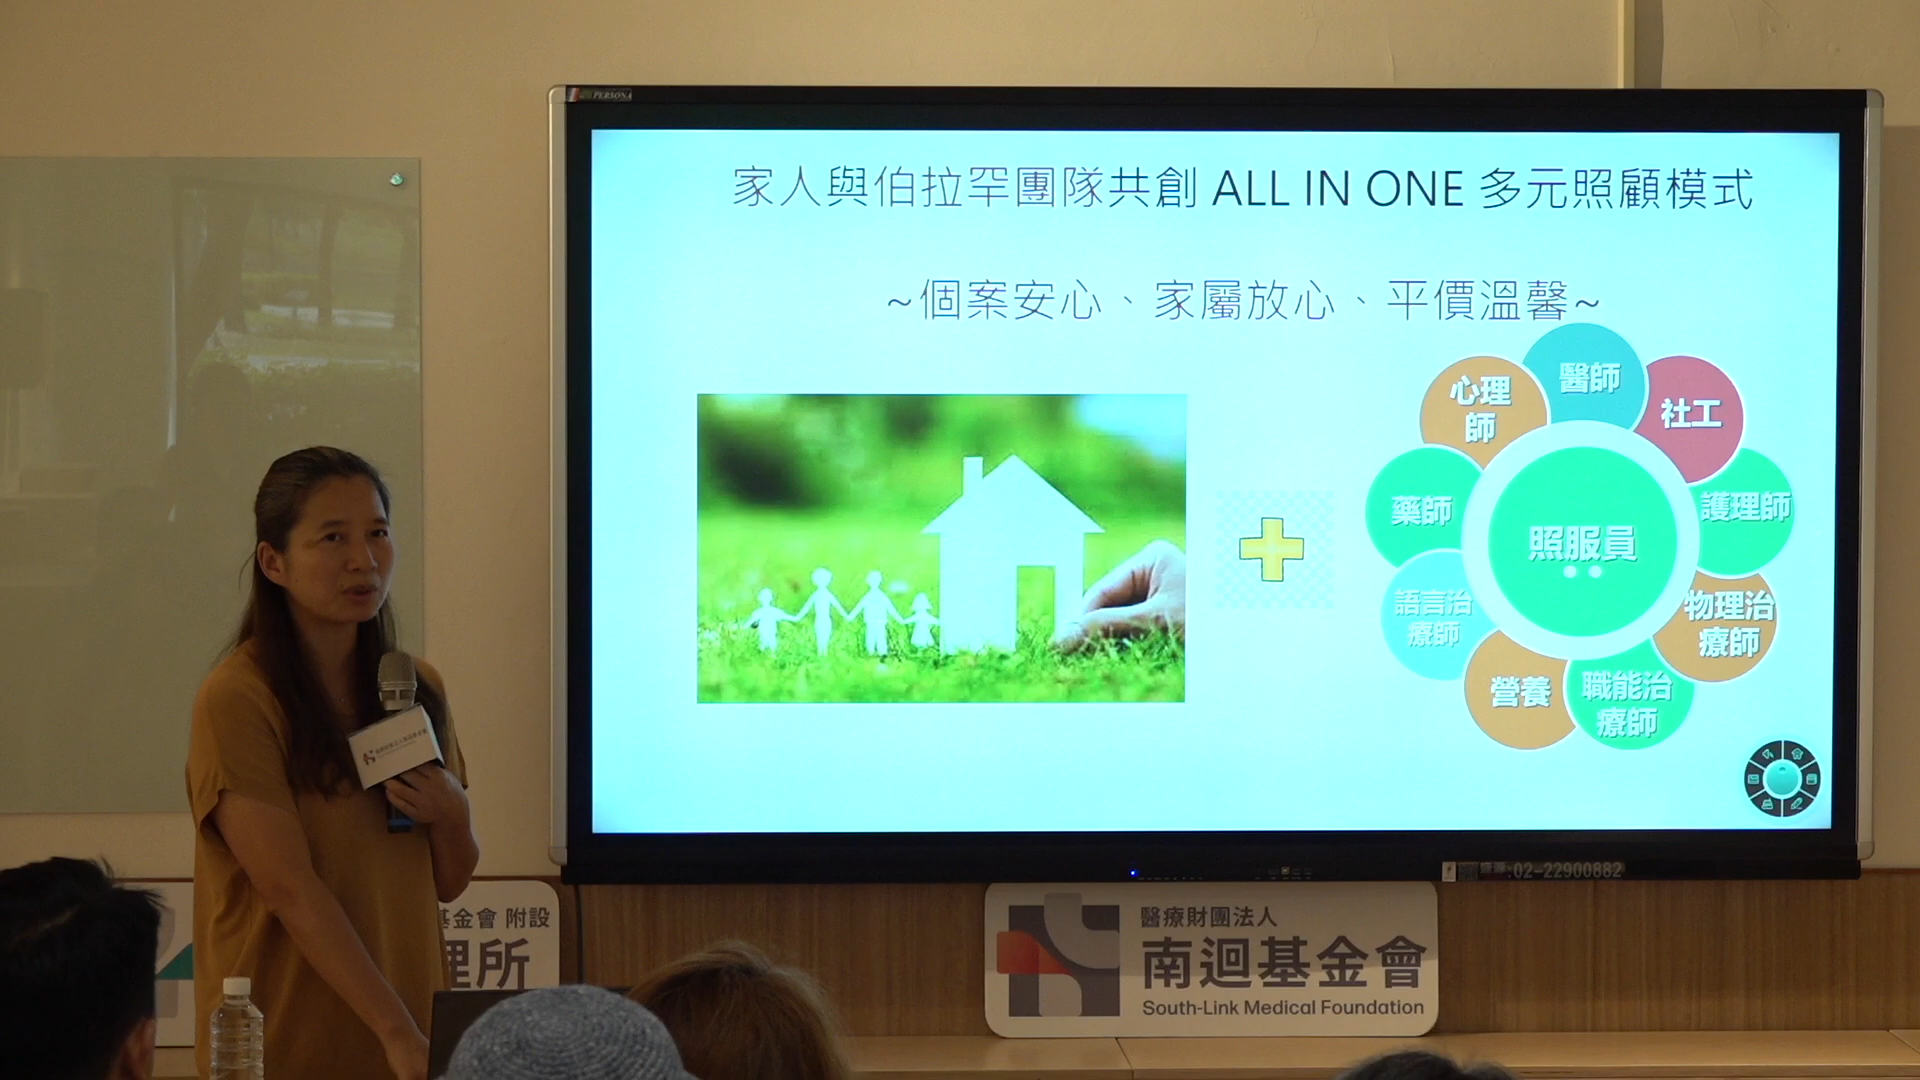 PERSONA
家人與伯拉罕團隊共創 ALL IN ONE 多元照顧模式
~個案安心、家屬放心、平價溫馨~
醫師
心理
師
社工
藥師
護理師
照服員
語言治
療師
物理治
療師
營養
職能治
療師
:02-22900882
基金會 附設
理所
醫療財團法人
南迴基金會
South-Link Medical Foundation